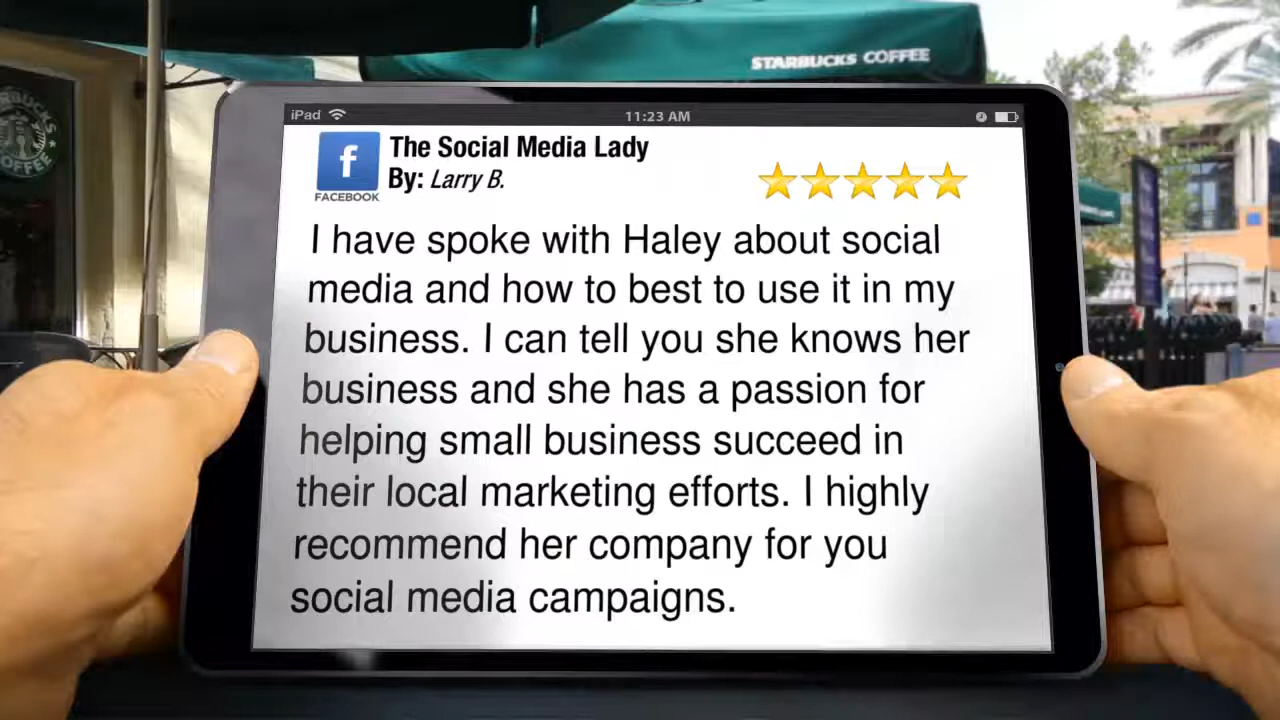 STARBUCKS COFFEE
iPad 11:23 AM
f
FACEBOOK
The Social Media Lady
By: Larry B.
I have spoke with Haley about social
media and how to best to use it in my
business. I can tell you she knows her
business and she has a passion for
helping small business succeed in
their local marketing efforts. I highly
recommend her company for you
social media campaigns.